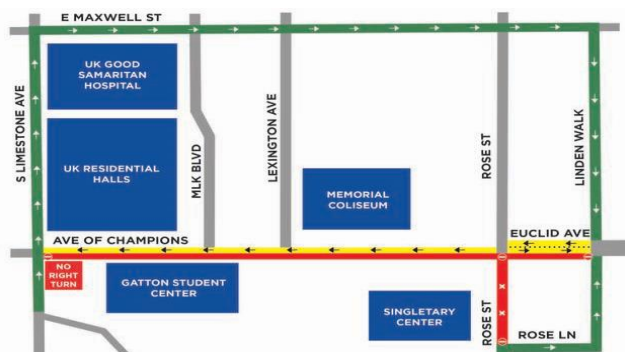 E MAXWELL ST
UK GOOD
SAMARITAN
HOSPITAL
S LIMESTONE AVE
MLK BLVD
LEXINGTON AVE
ROSE ST
LINDEN WALK
UK RESIDENTIAL
HALLS
MEMORIAL
COLISEUM
AVE OF CHAMPIONS
EUCLID AVE
NO
RIGHT
TURN
GATTON STUDENT
CENTER
SINGLETARY
CENTER
ROSE ST
ROSE LN